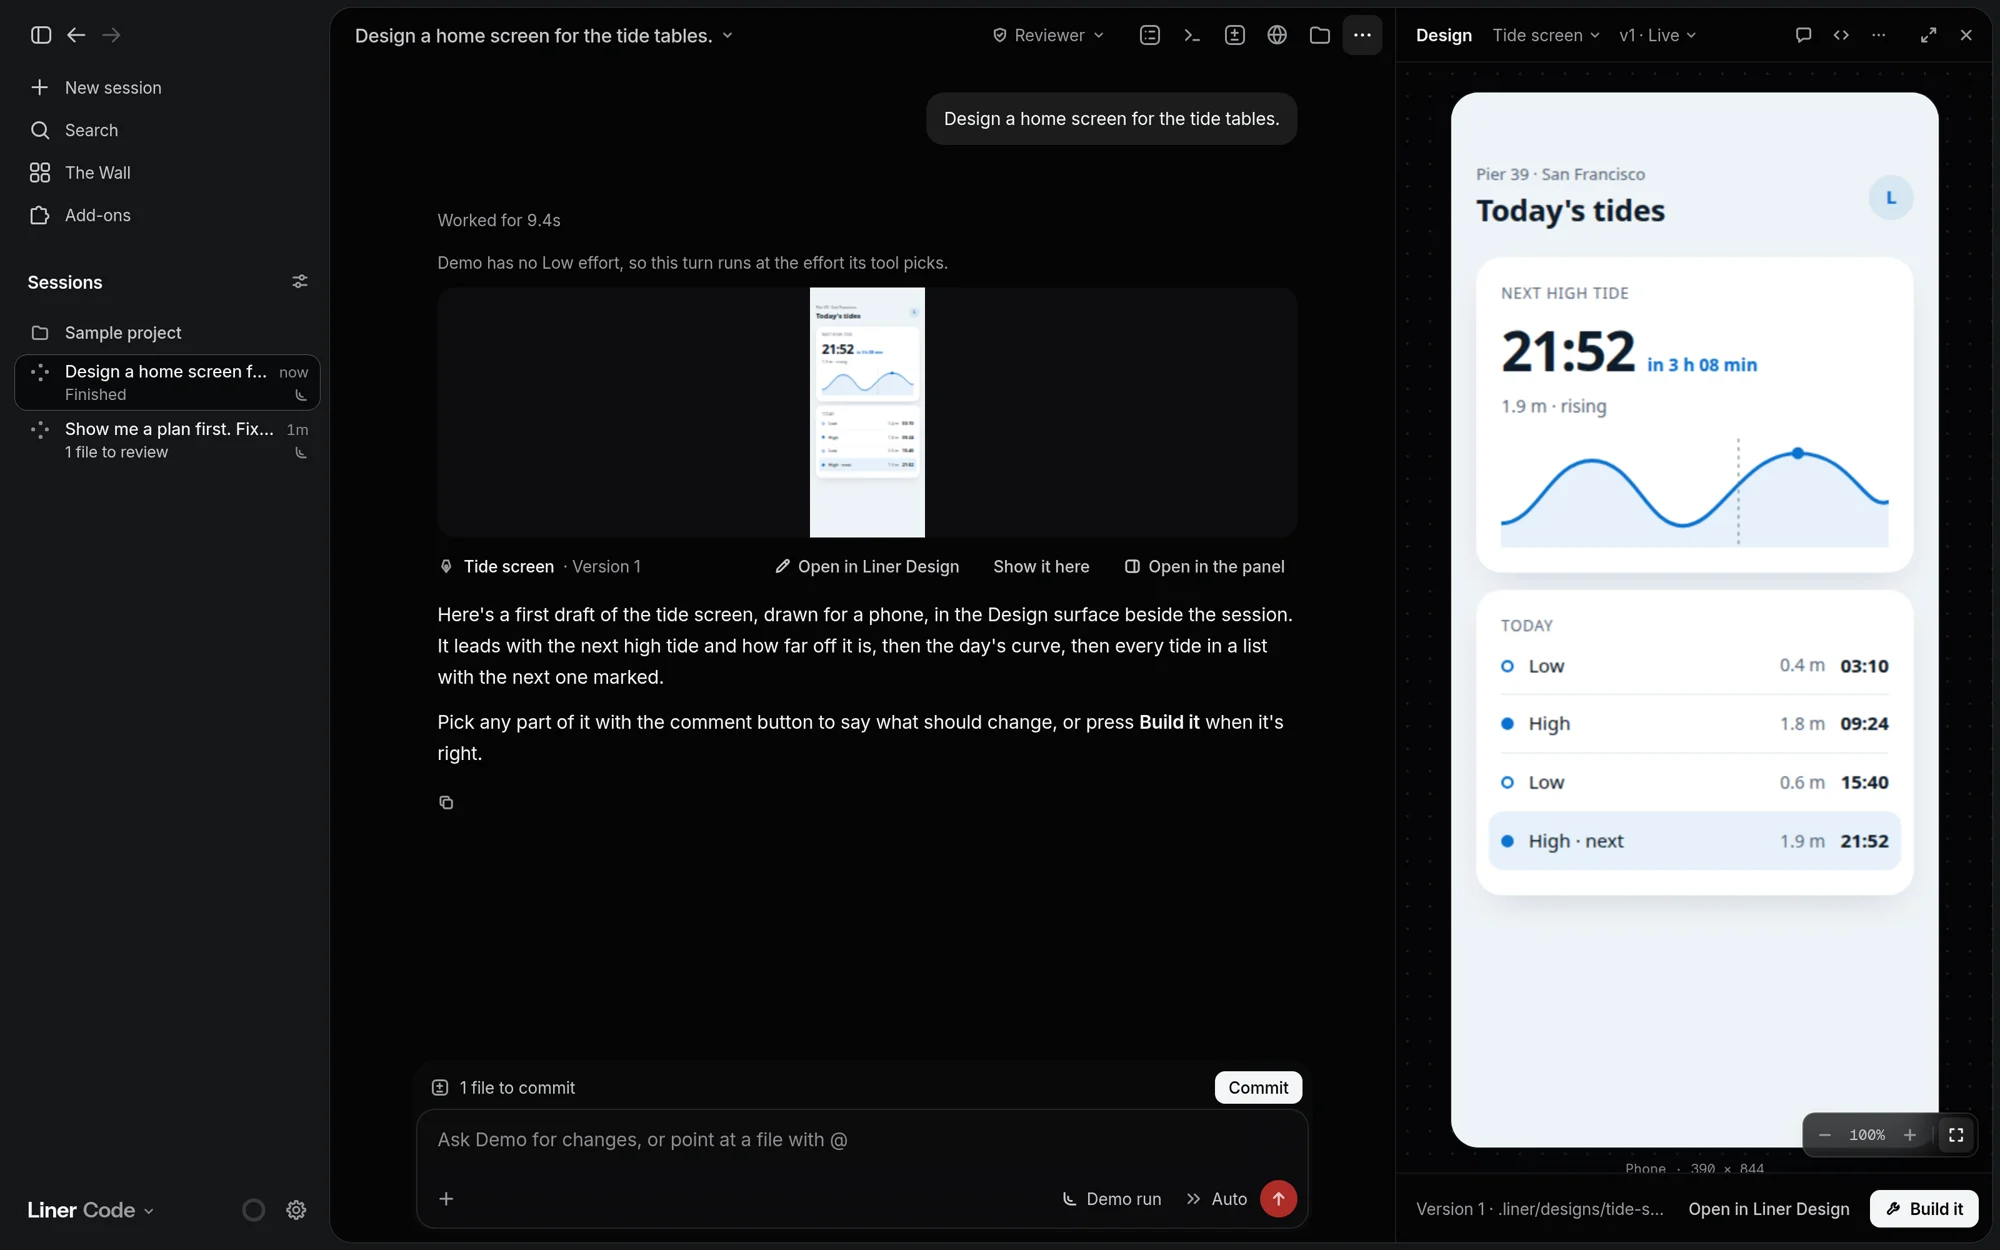 New session
Search
The Wall
Add-ons
Sessions
Sample project
Design a home screen f... now
Finished
Show me a plan first. Fix... 1m
1 file to review
Liner Code
Design a home screen for the tide tables.
Reviewer
Design a home screen for the tide tables.
Worked for 9.4s
Demo has no Low effort, so this turn runs at the effort its tool picks.
Today's tides
21:52
Tide screen · Version 1
Open in Liner Design
Show it here
Open in the panel
Here's a first draft of the tide screen, drawn for a phone, in the Design surface beside the session.
It leads with the next high tide and how far off it is, then the day's curve, then every tide in a list
with the next one marked.
Pick any part of it with the comment button to say what should change, or press Build it when it's
right.
1 file to commit
Commit
Ask Demo for changes, or point at a file with @
Demo run
Auto
Design
Tide screen
v1 · Live
Pier 39 · San Francisco
Today's tides
L
NEXT HIGH TIDE
21:52 in 3 h 08 min
1.9 m · rising
TODAY
Low 0.4 m 03:10
High 1.8 m 09:24
Low 0.6 m 15:40
High · next 1.9 m 21:52
100%
Phone · 390 × 844
Version 1 · .liner/designs/tide-s...
Open in Liner Design
Build it